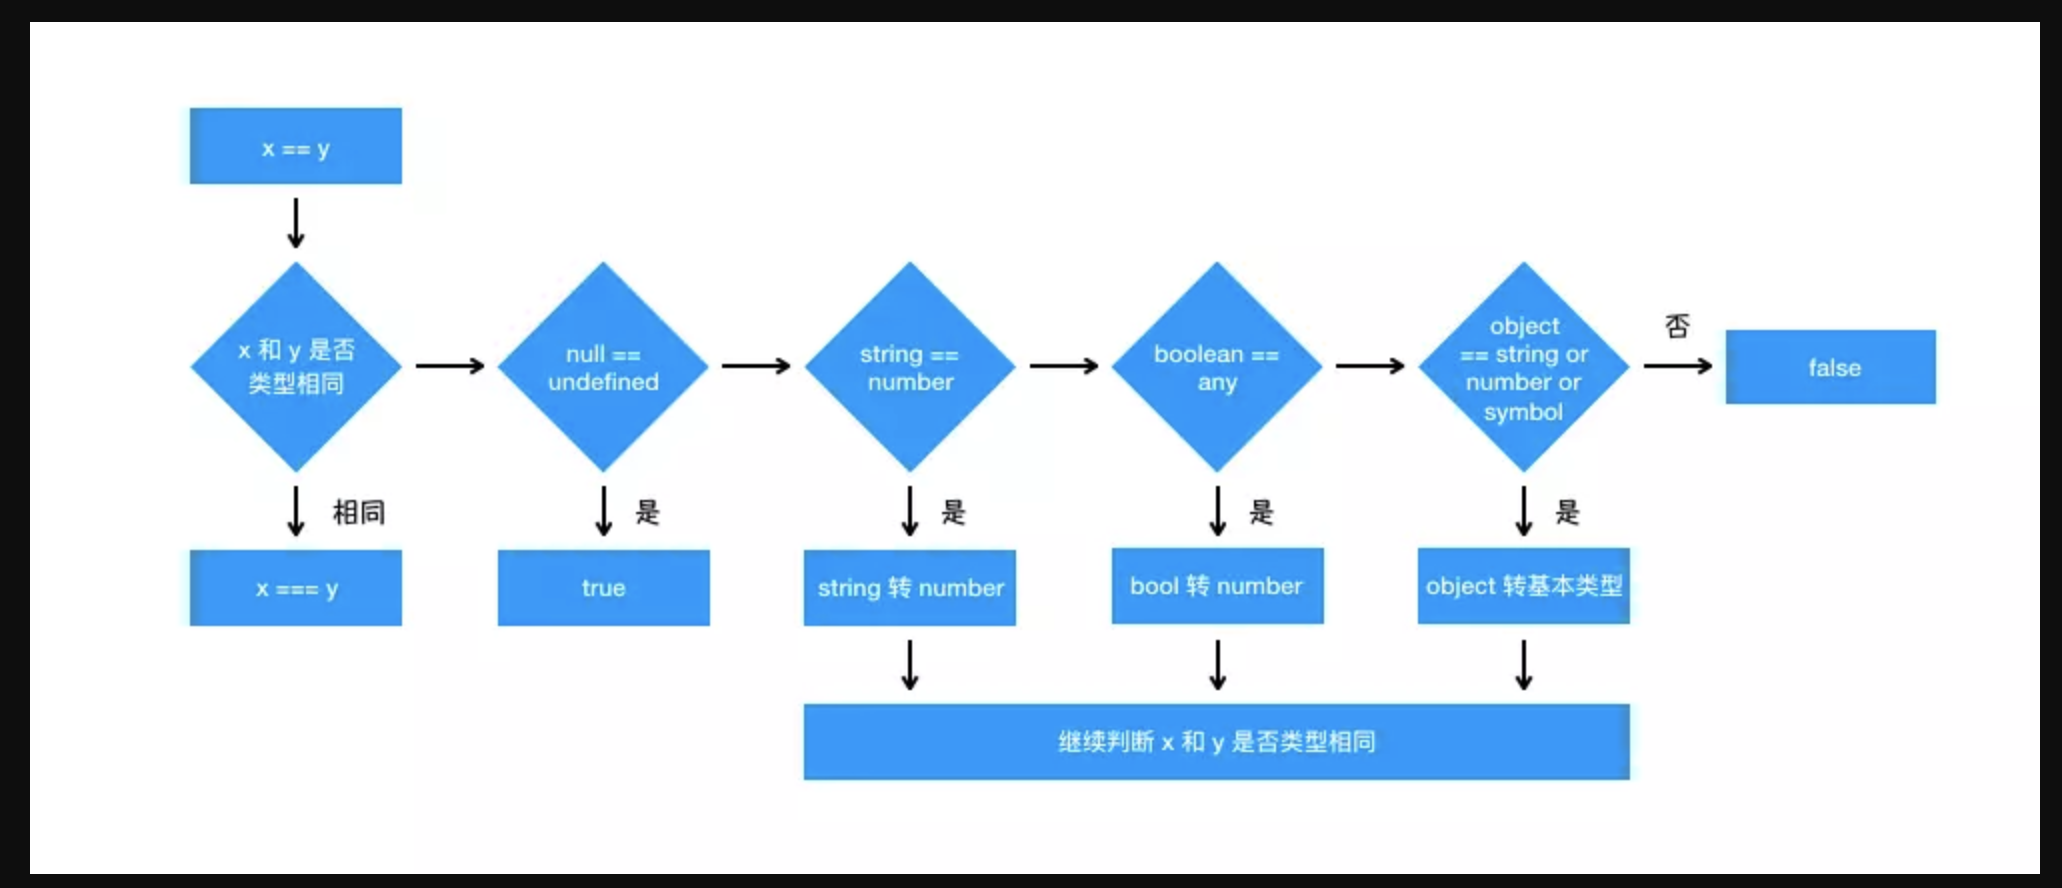 x == y
x 和 y 是否
类型相同
null ==
undefined
string ==
number
boolean ==
any
object
== string or
number or
symbol
否
false
相同
是
是
是
是
x === y
true
string 转 number
bool 转 number
object 转基本类型
继续判断 x 和 y 是否类型相同